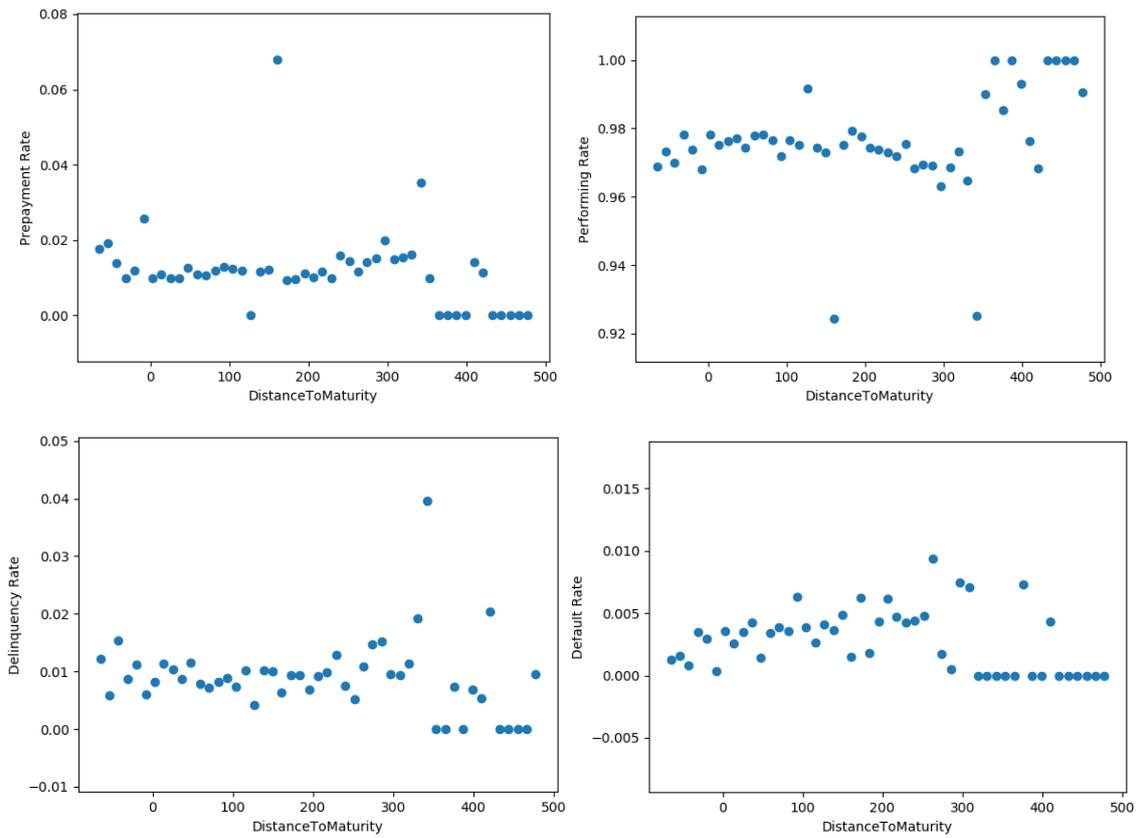 0.08
0.06
0.04
0.02
0.00
Prepayment Rate
0 100 200 300 400 500
DistanceToMaturity
1.00
0.98
0.96
0.94
0.92
Performing Rate
0 100 200 300 400 500
DistanceToMaturity
0.05
0.04
0.03
0.02
0.01
0.00
−0.01
Delinquency Rate
0 100 200 300 400 500
DistanceToMaturity
0.015
0.010
0.005
0.000
−0.005
Default Rate
0 100 200 300 400 500
DistanceToMaturity